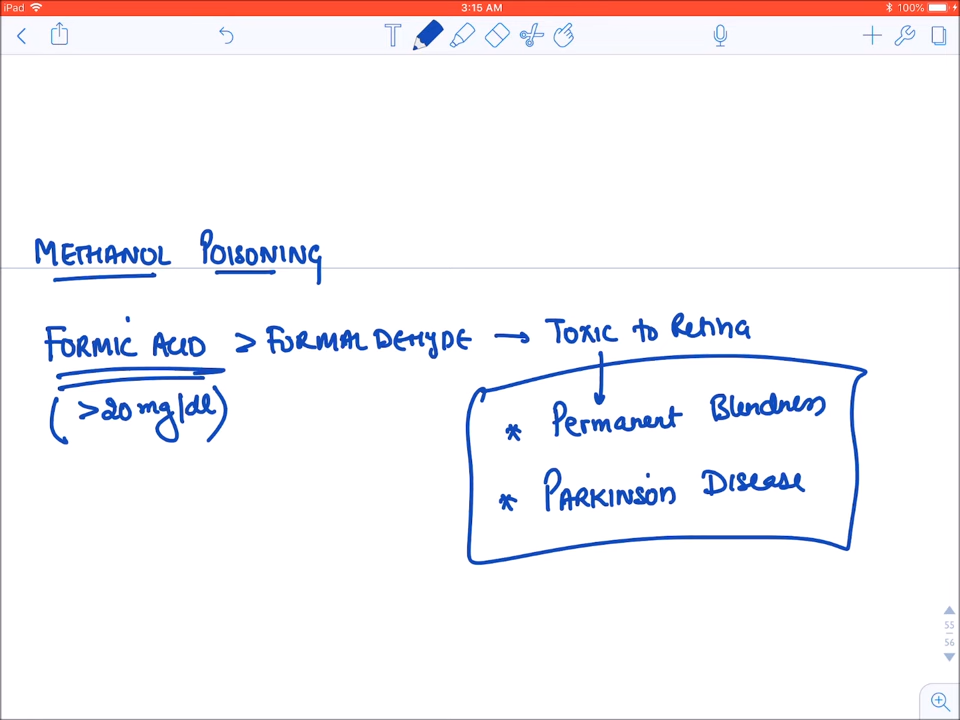 iPad 3:15 AM 100%
T
METHANOL POISONING
FORMIC ACID > FORMALDEHYDE → TOXIC to Retina
( >20 mg/dl )
* Permanent Blindness
* PARKINSON DISEASE
55
56